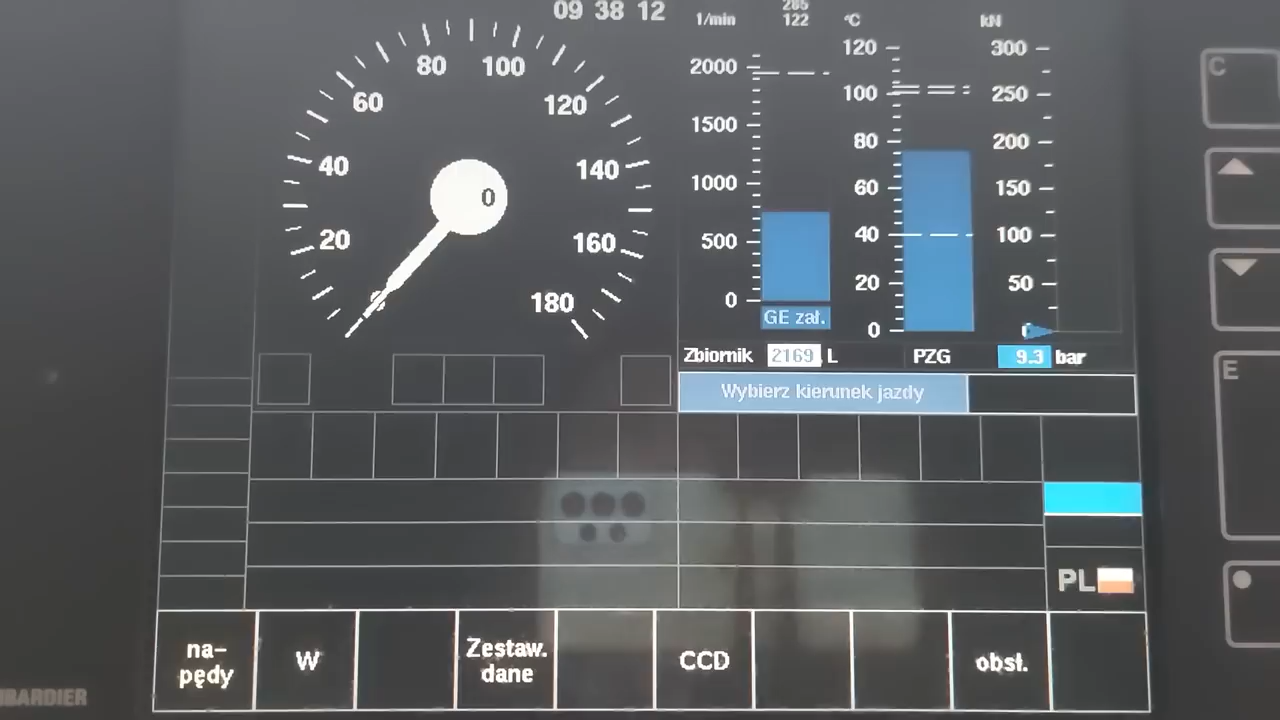 09 38 12
1/min
285
122
°C
kN
80
100
60
120
40
140
20
160
180
0
2000
1500
1000
500
0
120
100
80
60
40
20
0
300
250
200
150
100
50
GE zał.
Zbiornik 2169 L
PZG 9.3 bar
Wybierz kierunek jazdy
C
E
PL
na-
pędy
W
Zestaw.
dane
CCD
obsł.
MBARDIER